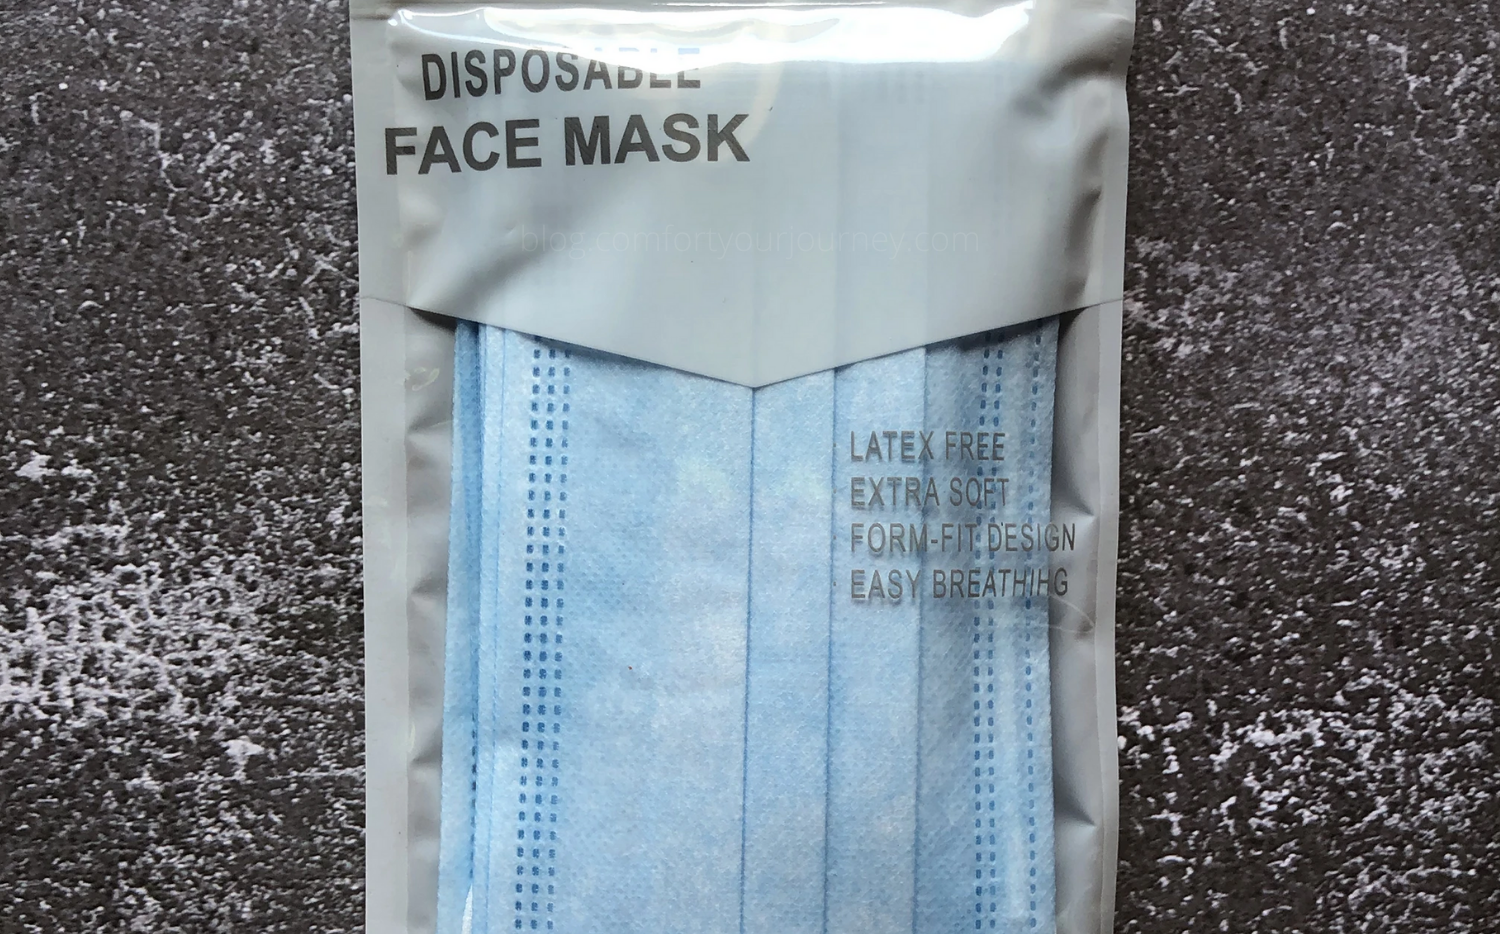 DISPOSABLE
FACE MASK
blog.comfortyourjourney.com
LATEX FREE
EXTRA SOFT
FORM-FIT DESIGN
EASY BREATHIHG